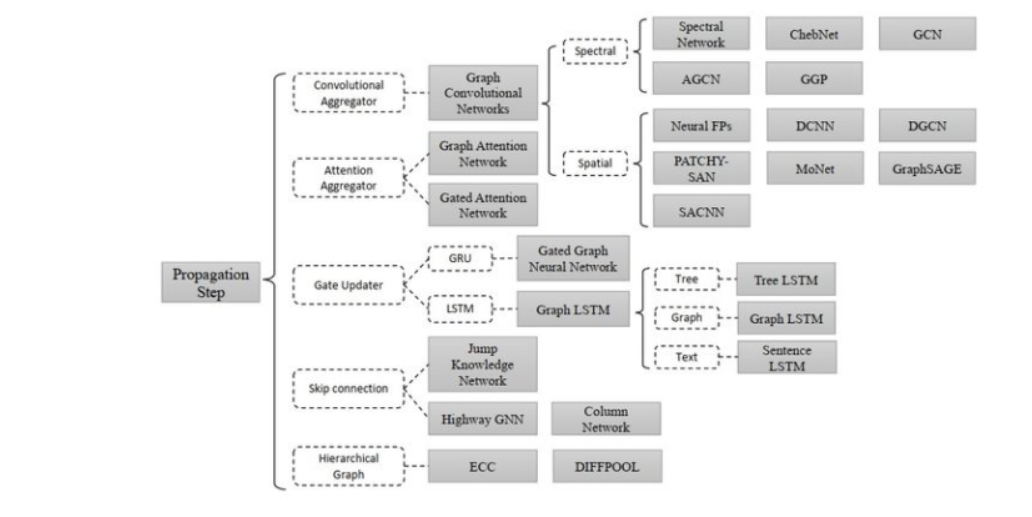 Propagation
Step
Convolutional
Aggregator
Graph
Convolutional
Networks
Spectral
Spectral
Network
ChebNet
GCN
AGCN
GGP
Spatial
Neural FPs
DCNN
DGCN
PATCHY-
SAN
MoNet
GraphSAGE
SACNN
Attention
Aggregator
Graph Attention
Network
Gated Attention
Network
Gate Updater
GRU
Gated Graph
Neural Network
LSTM
Graph LSTM
Tree
Tree LSTM
Graph
Graph LSTM
Text
Sentence
LSTM
Skip connection
Jump
Knowledge
Network
Highway GNN
Column
Network
Hierarchical
Graph
ECC
DIFFPOOL